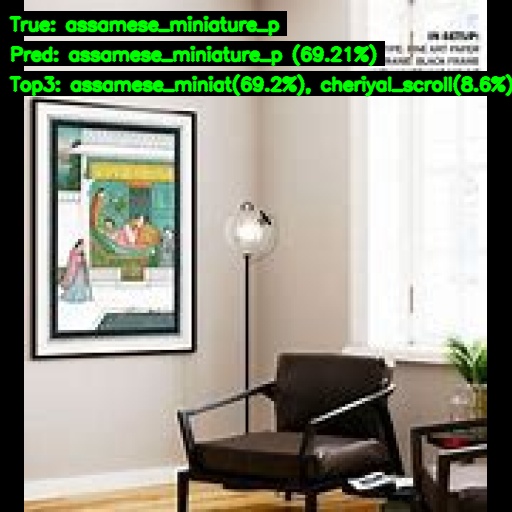 True: assamese_miniature_p
Pred: assamese_miniature_p (69.21%)
Top3: assamese_miniat(69.2%), cheriyal_scroll(8.6%)
IN SETUP:
FINE ART PAPER
BLACK FRAME